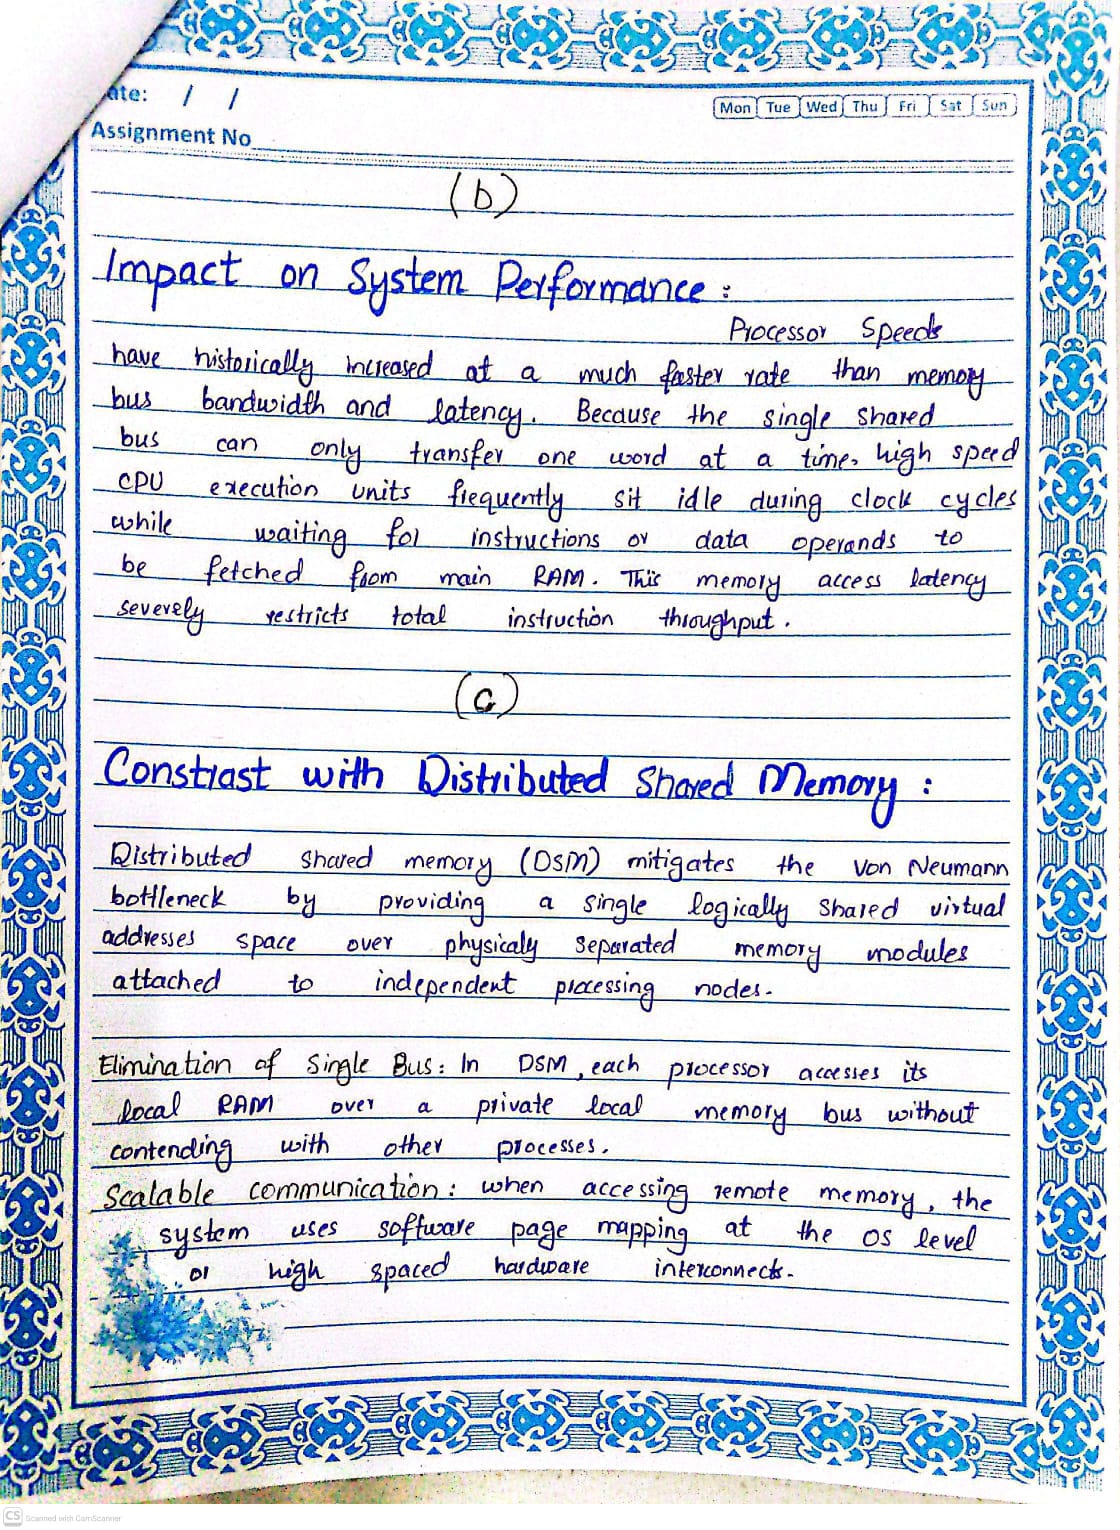 ate: / /
Mon Tue Wed Thu Fri Sat Sun
Assignment No
(b)
Impact on System Performance :
Processor Speeds
have historically increased at a much faster rate than memory
bus bandwidth and latency. Because the single shared
bus can only transfer one word at a time, high speed
CPU execution units frequently sit idle during clock cycles
while waiting for instructions or data operands to
be fetched from main RAM. This memory access latency
severely restricts total instruction throughput.
(c)
Constrast with Distributed Shared Memory :
Distributed shared memory (DSM) mitigates the Von Neumann
bottleneck by providing a single logically shared virtual
addresses space over physicaly separated memory modules
attached to independent processing nodes.
Elimination of Single Bus: In DSM, each processor accesses its
local RAM over a private local memory bus without
contending with other processes.
Scalable communication: when accessing remote memory, the
system uses software page mapping at the OS level
or high spaced hardware interconnects.
CS Scanned with CamScanner